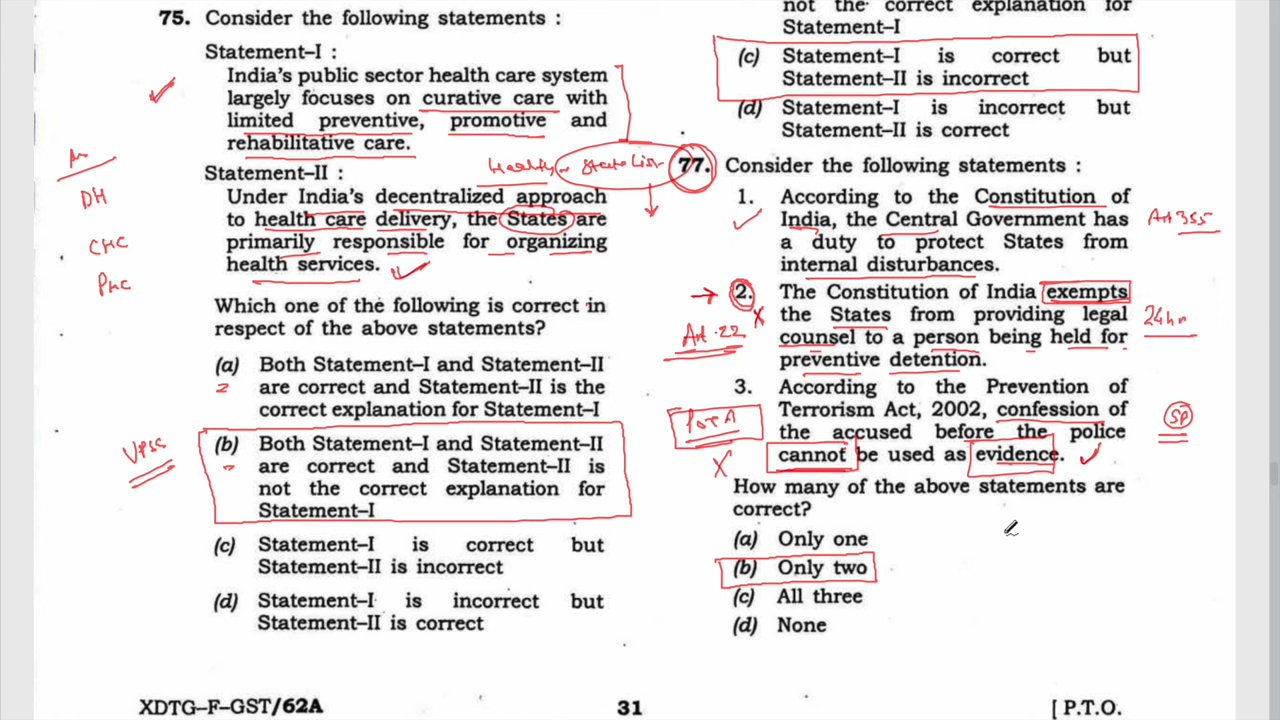 75. Consider the following statements :
Statement–I :
India's public sector health care system
largely focuses on curative care with
limited preventive, promotive and
rehabilitative care.
Statement–II :
Under India's decentralized approach
to health care delivery, the States are
primarily responsible for organizing
health services.
Which one of the following is correct in
respect of the above statements?
(a) Both Statement–I and Statement–II
are correct and Statement–II is the
correct explanation for Statement–I
(b) Both Statement–I and Statement–II
are correct and Statement–II is
not the correct explanation for
Statement–I
(c) Statement–I is correct but
Statement–II is incorrect
(d) Statement–I is incorrect but
Statement–II is correct
DH
CHC
PHC
UPSC
State List
not the correct explanation for
Statement–I
(c) Statement–I is correct but
Statement–II is incorrect
(d) Statement–I is incorrect but
Statement–II is correct
77. Consider the following statements :
1. According to the Constitution of
India, the Central Government has
a duty to protect States from
internal disturbances.
Art 355
2. The Constitution of India exempts
the States from providing legal
counsel to a person being held for
preventive detention.
Art.22
24hr
3. According to the Prevention of
Terrorism Act, 2002, confession of
the accused before the police
cannot be used as evidence.
POTA
SP
How many of the above statements are
correct?
(a) Only one
(b) Only two
(c) All three
(d) None
XDTG–F–GST/62A
31
[ P.T.O.